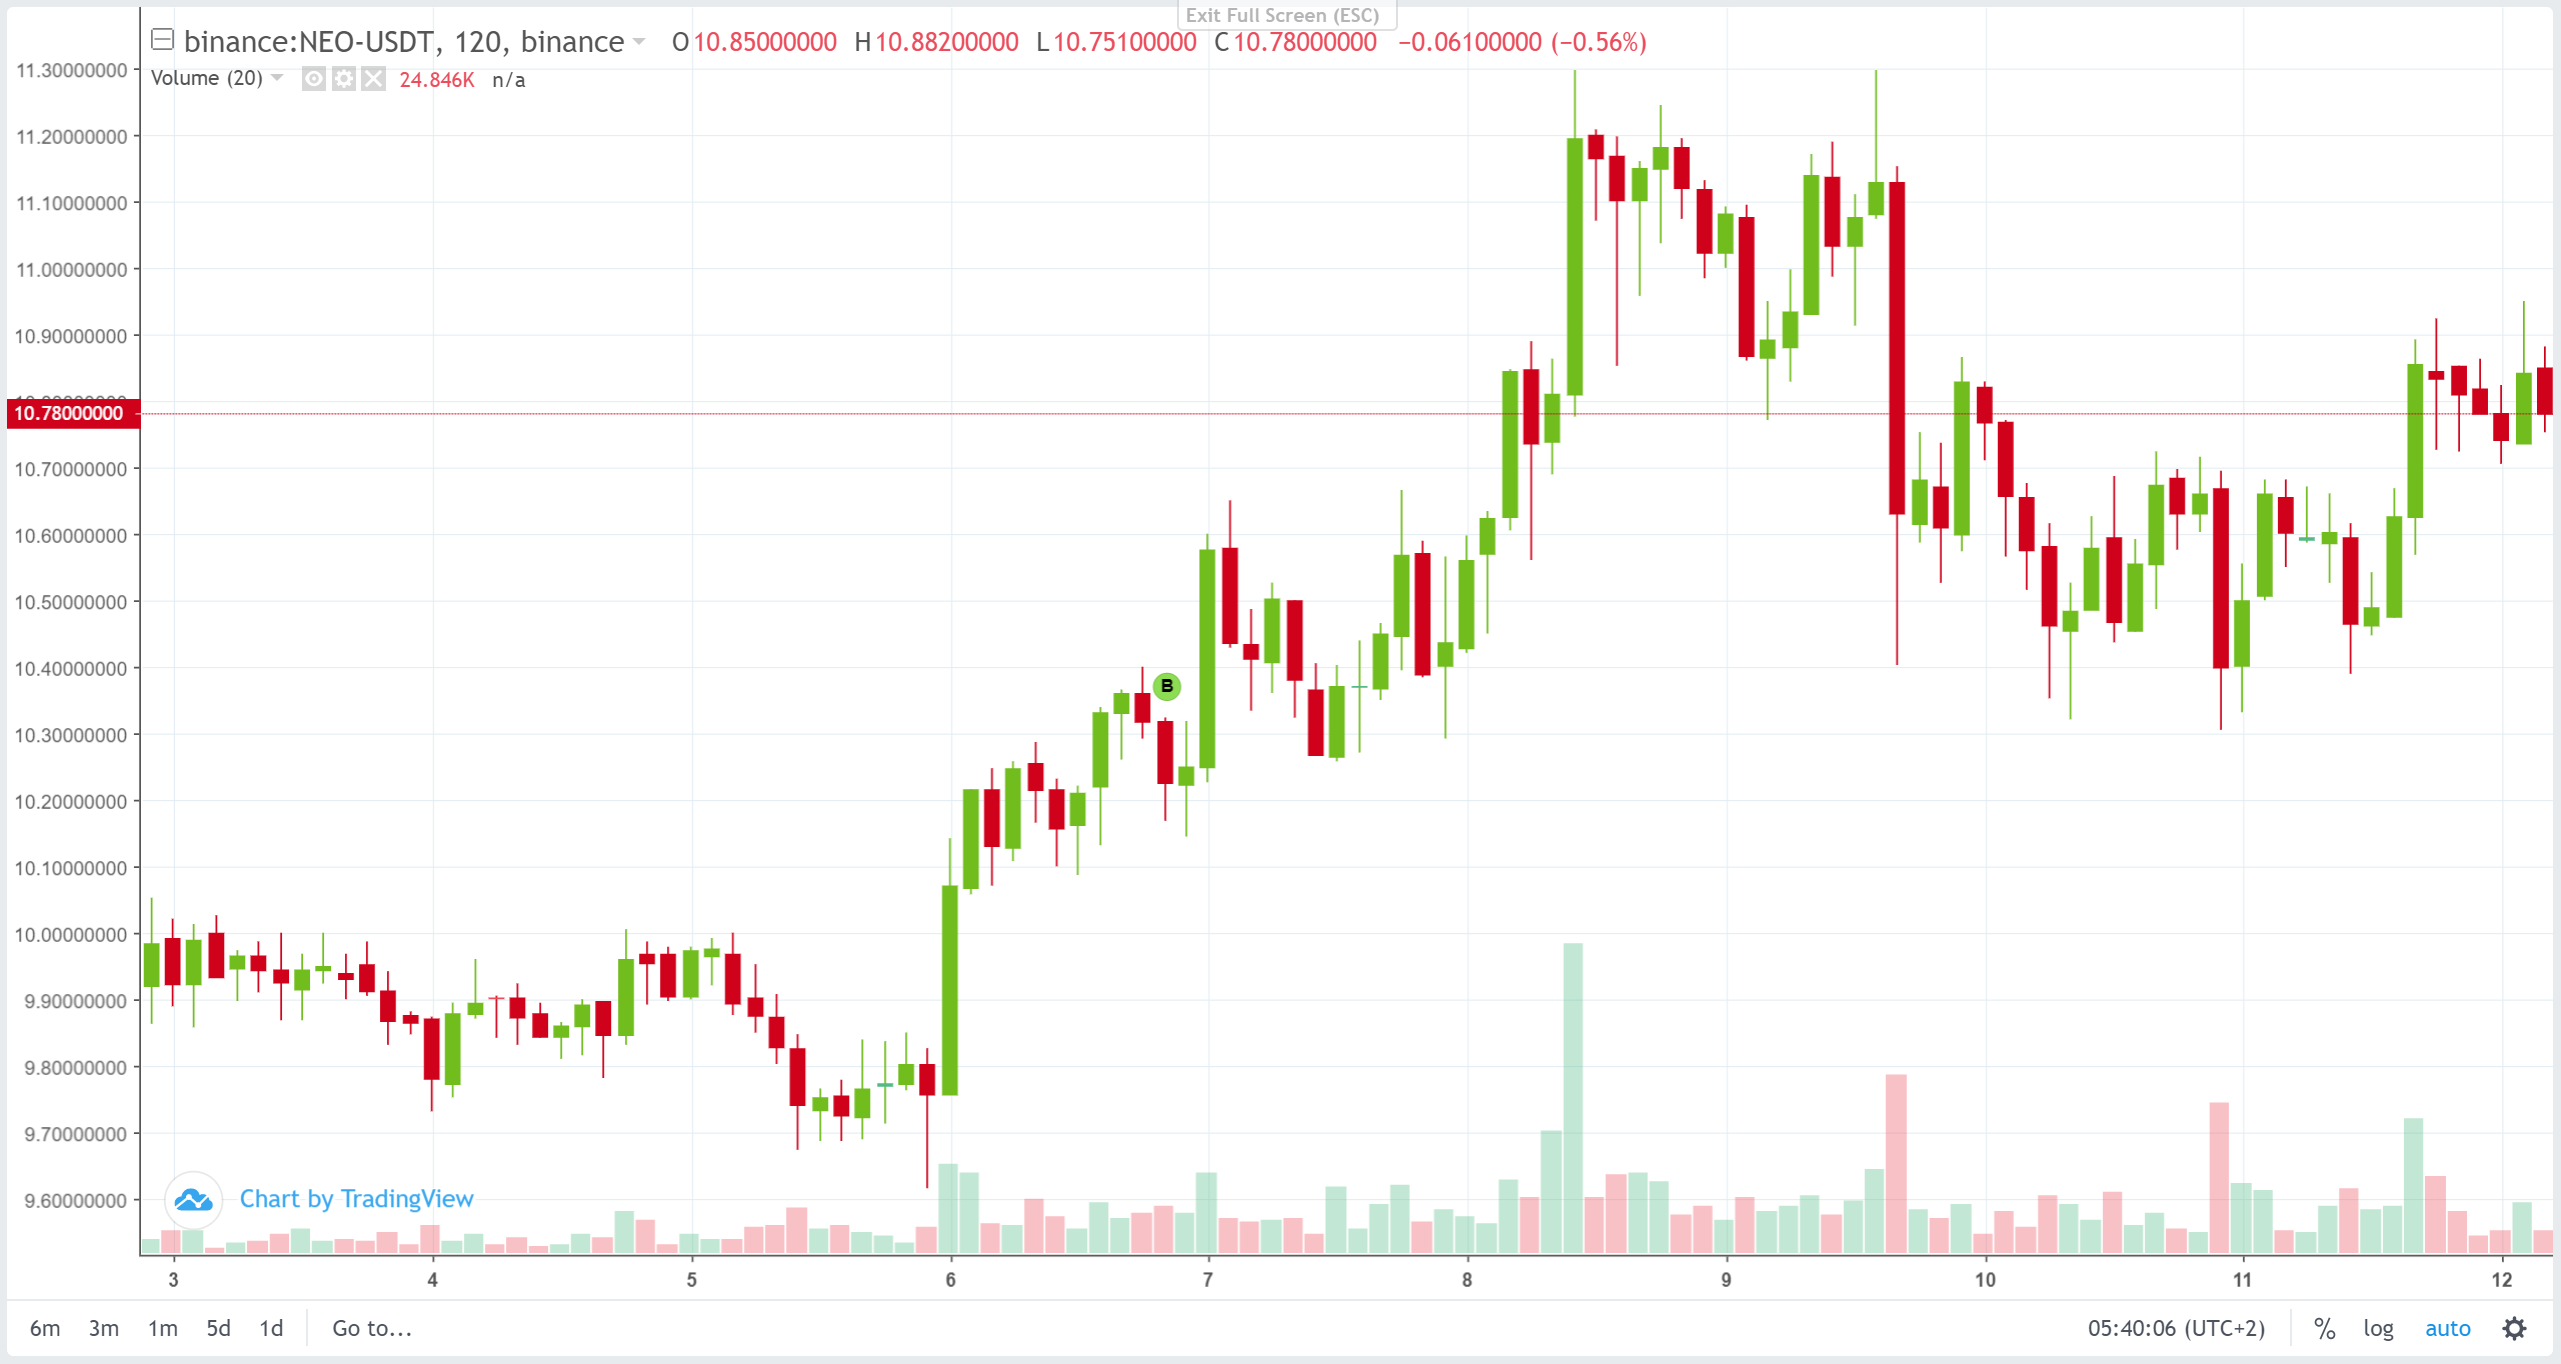 Exit Full Screen (ESC)
binance:NEO-USDT, 120, binance O10.85000000 H10.88200000 L10.75100000 C10.78000000 −0.06100000 (−0.56%)
Volume (20) 24.846K n/a
11.30000000
11.20000000
11.10000000
11.00000000
10.90000000
10.78000000
10.70000000
10.60000000
10.50000000
10.40000000
B
10.30000000
10.20000000
10.10000000
10.00000000
9.90000000
9.80000000
9.70000000
9.60000000
Chart by TradingView
3 4 5 6 7 8 9 10 11 12
6m 3m 1m 5d 1d Go to... 05:40:06 (UTC+2) % log auto